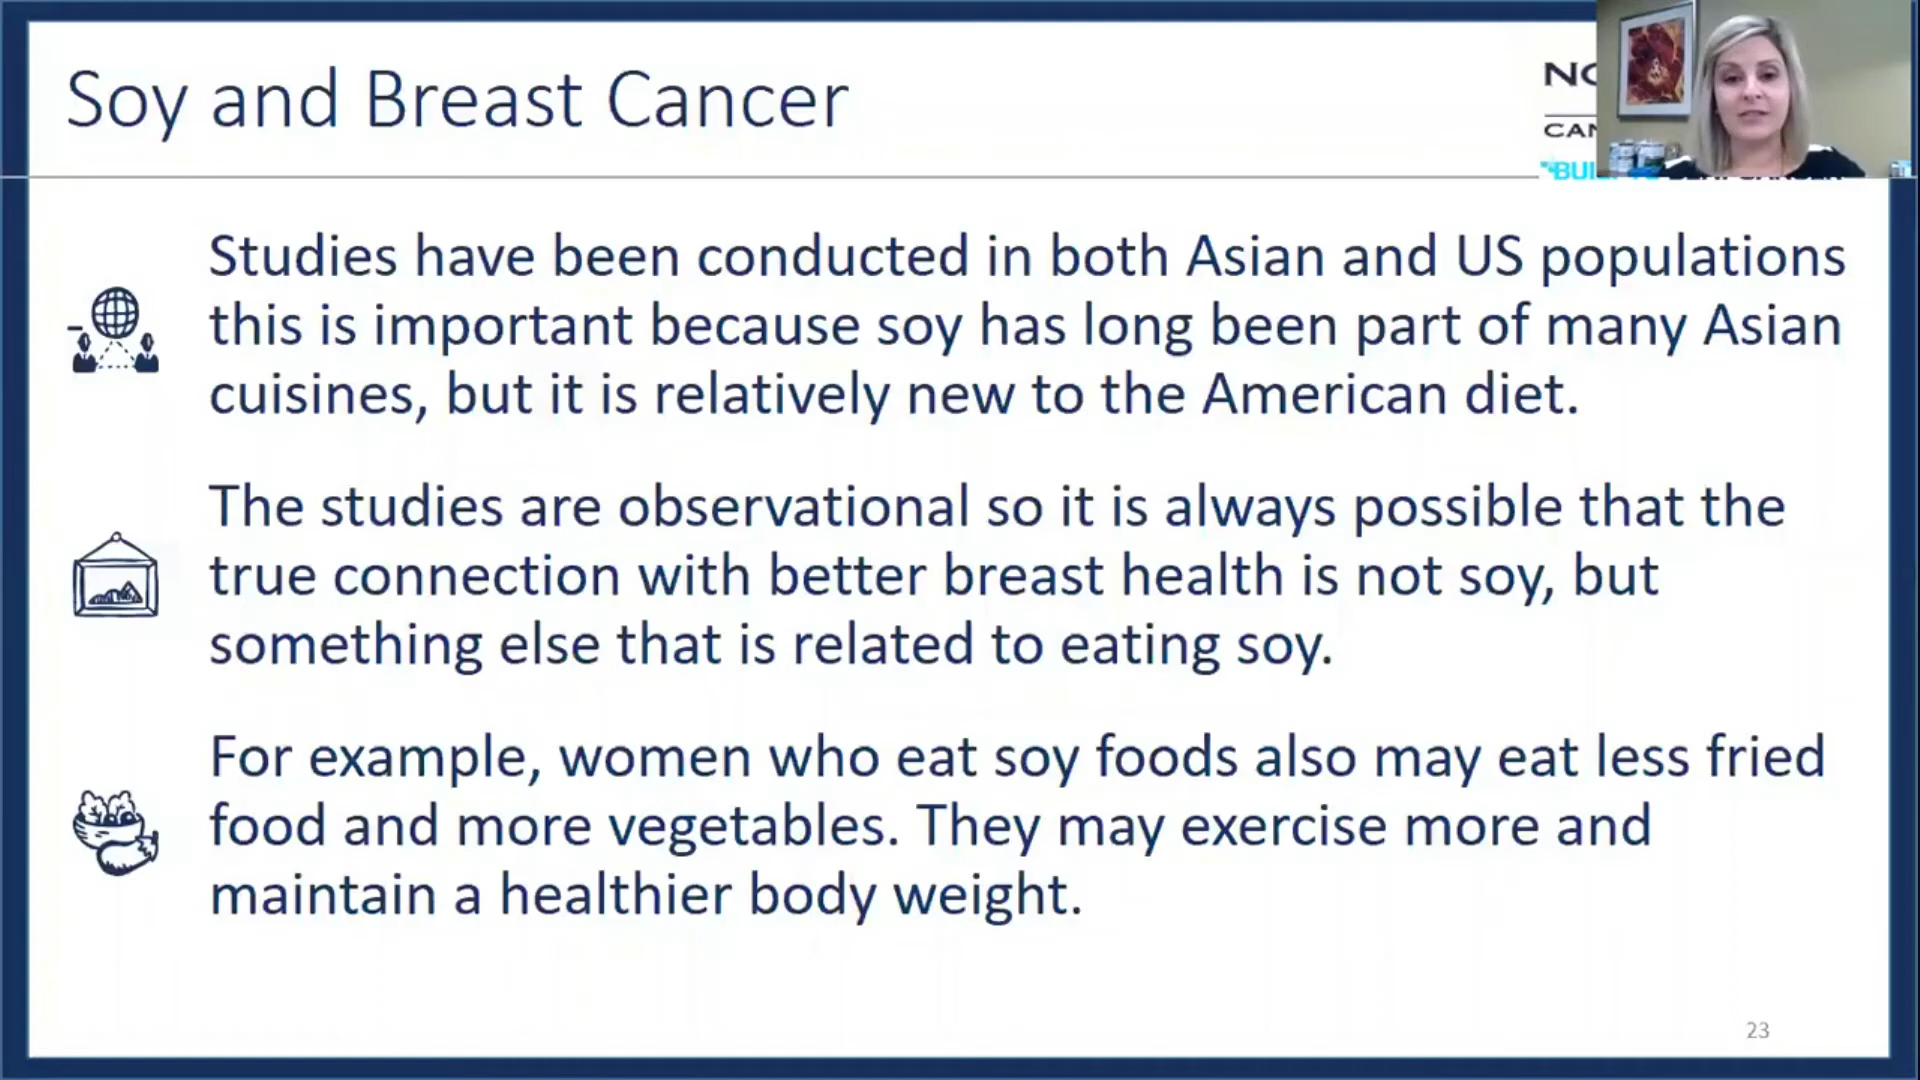 Soy and Breast Cancer
Studies have been conducted in both Asian and US populations
this is important because soy has long been part of many Asian
cuisines, but it is relatively new to the American diet.
The studies are observational so it is always possible that the
true connection with better breast health is not soy, but
something else that is related to eating soy.
For example, women who eat soy foods also may eat less fried
food and more vegetables. They may exercise more and
maintain a healthier body weight.
23